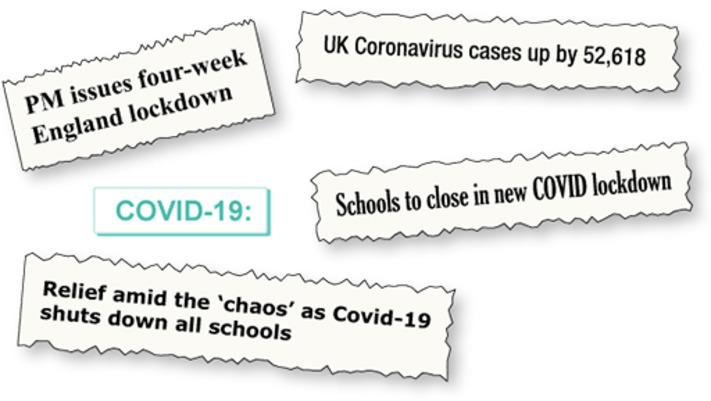 PM issues four-week
England lockdown
UK Coronavirus cases up by 52,618
Schools to close in new COVID lockdown
COVID-19:
Relief amid the ‘chaos’ as Covid-19
shuts down all schools